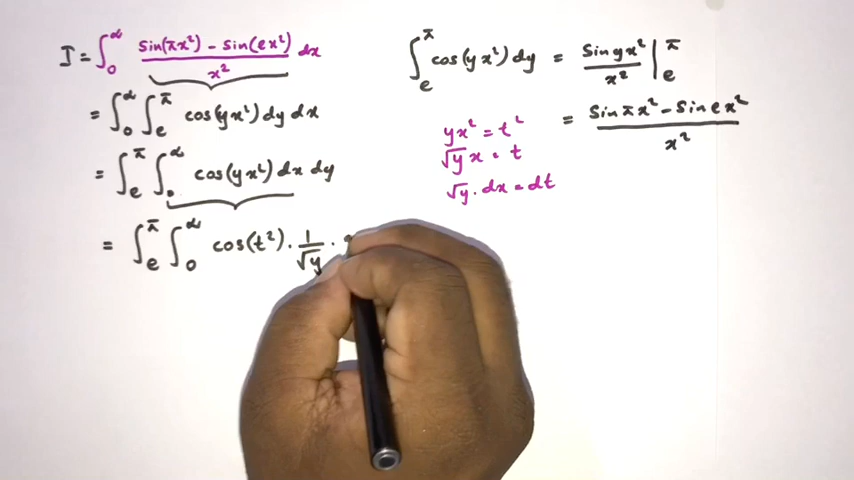 I = ∫₀^∞ (sin(πx²) - sin(ex²))/x² dx
= ∫₀^∞ ∫ₑ^π cos(yx²) dy dx
= ∫ₑ^π ∫₀^∞ cos(yx²) dx dy
= ∫ₑ^π ∫₀^∞ cos(t²) · 1/√y ·
∫ₑ^π cos(yx²) dy = Sin yx²/x² |ₑ^π
= (Sin πx² - Sin ex²)/x²
yx² = t²
√y x = t
√y · dx = dt